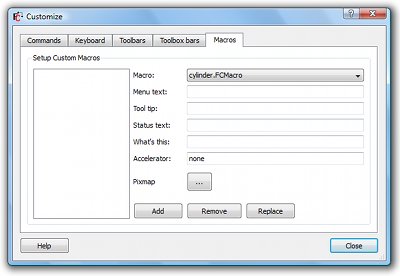 Customize
Commands Keyboard Toolbars Toolbox bars Macros
Setup Custom Macros
Macro: cylinder.FCMacro
Menu text:
Tool tip:
Status text:
What's this:
Accelerator: none
Pixmap ...
Add Remove Replace
Help Close